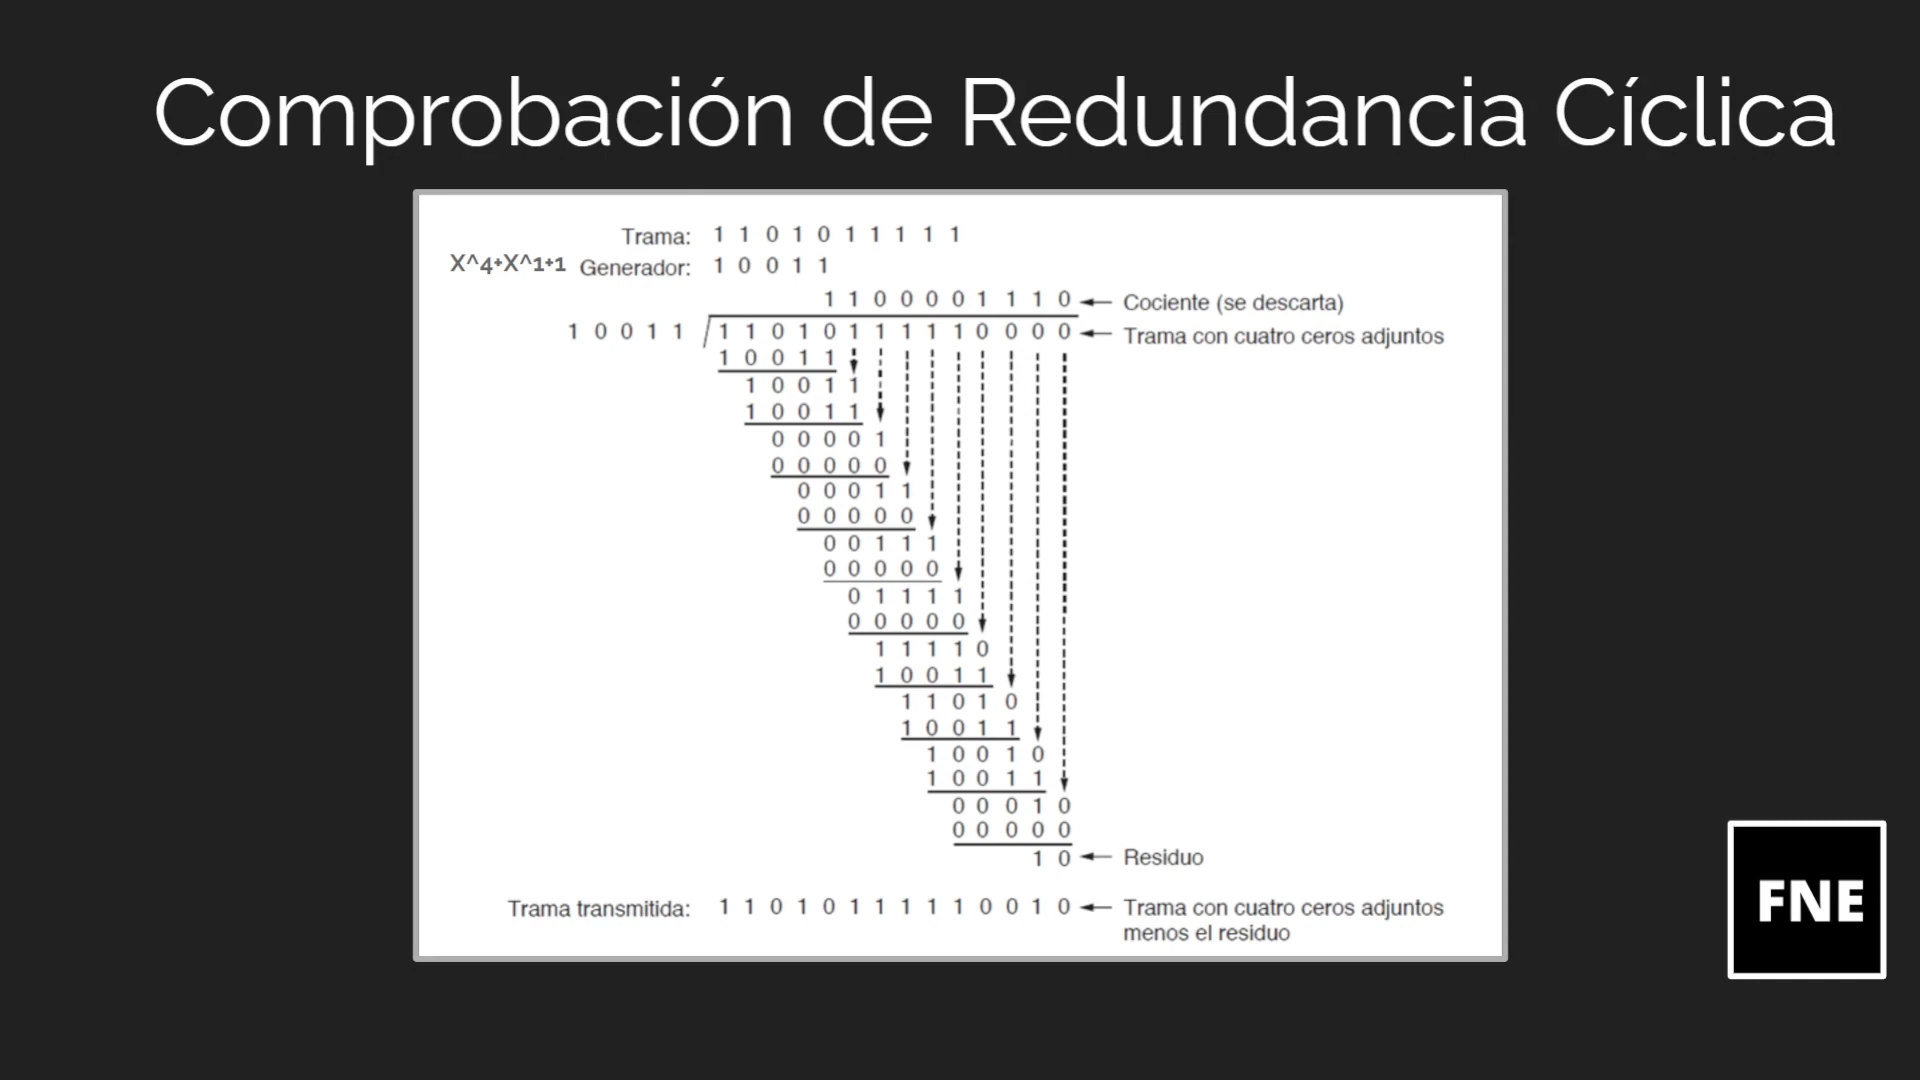 Comprobación de Redundancia Cíclica
Trama: 1 1 0 1 0 1 1 1 1 1
X^4+X^1+1 Generador: 1 0 0 1 1
1 1 0 0 0 0 1 1 1 0 Cociente (se descarta)
1 0 0 1 1 1 1 0 1 0 1 1 1 1 1 0 0 0 0 Trama con cuatro ceros adjuntos
1 0 0 1 1
1 0 0 1 1
1 0 0 1 1
0 0 0 0 1
0 0 0 0 0
0 0 0 1 1
0 0 0 0 0
0 0 1 1 1
0 0 0 0 0
0 1 1 1 1
0 0 0 0 0
1 1 1 1 0
1 0 0 1 1
1 1 0 1 0
1 0 0 1 1
1 0 0 1 0
1 0 0 1 1
0 0 0 1 0
0 0 0 0 0
1 0 Residuo
Trama transmitida: 1 1 0 1 0 1 1 1 1 1 0 0 1 0 Trama con cuatro ceros adjuntos
menos el residuo
FNE